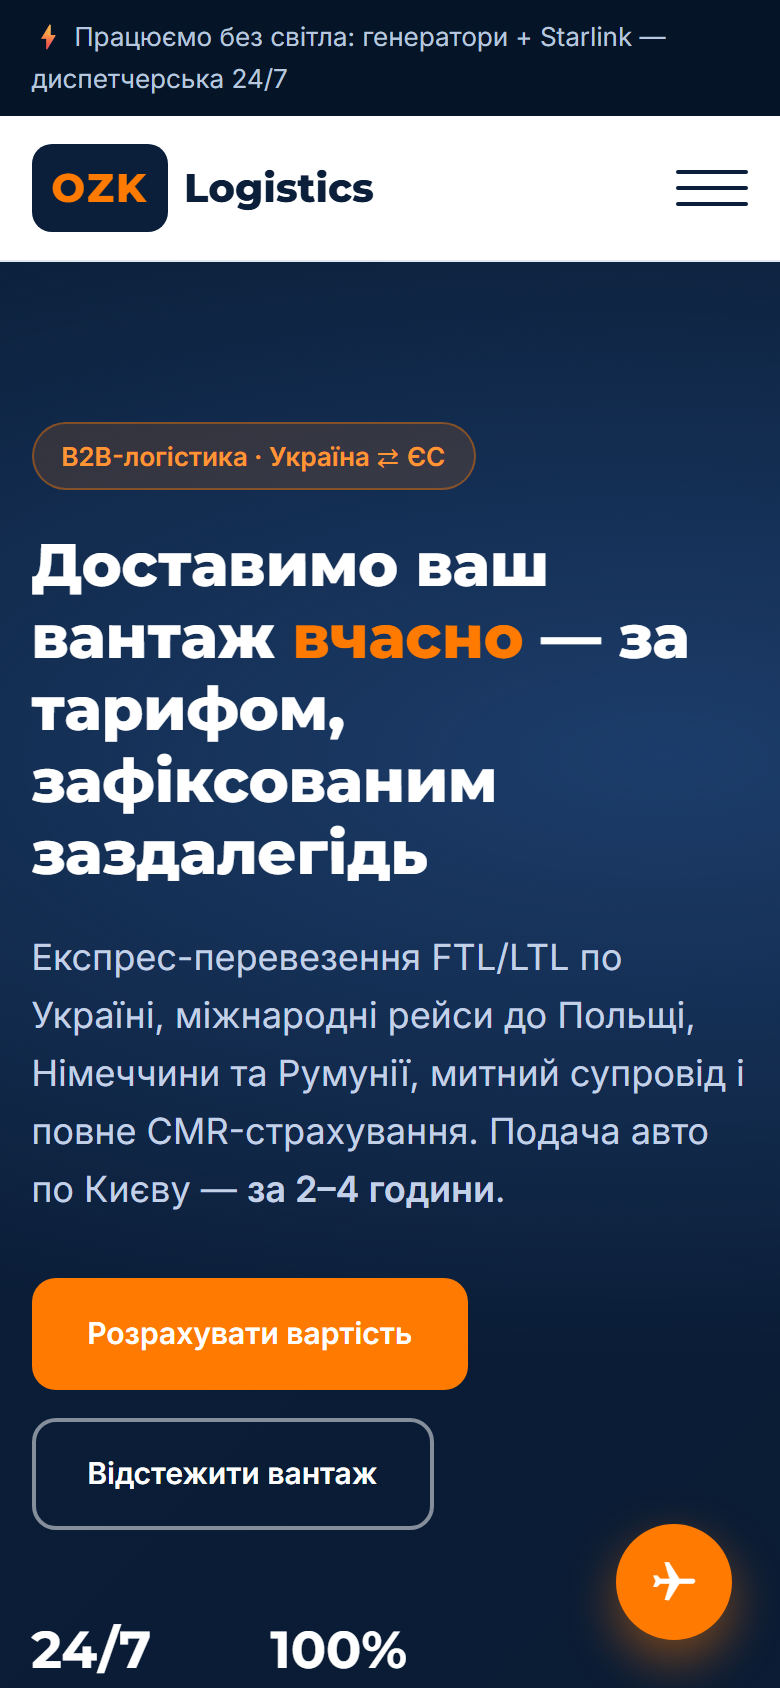 Працюємо без світла: генератори + Starlink —
диспетчерська 24/7
OZK Logistics
B2B-логістика · Україна ⇄ ЄС
Доставимо ваш
вантаж вчасно — за
тарифом,
зафіксованим
заздалегідь
Експрес-перевезення FTL/LTL по
Україні, міжнародні рейси до Польщі,
Німеччини та Румунії, митний супровід і
повне CMR-страхування. Подача авто
по Києву — за 2–4 години.
Розрахувати вартість
Відстежити вантаж
24/7 100%